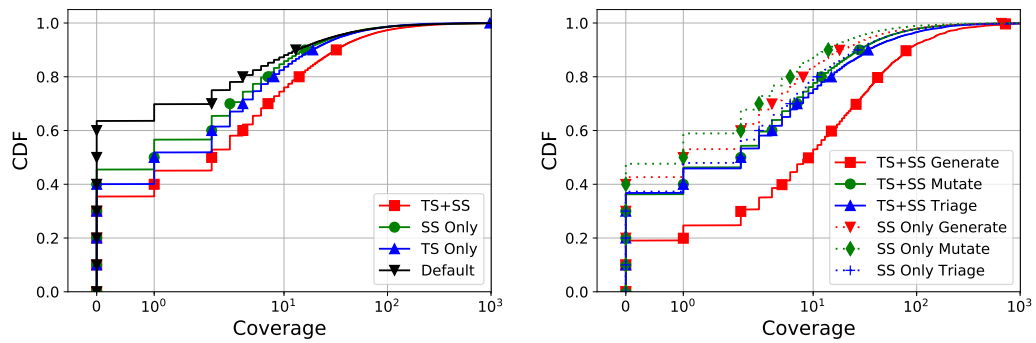 1.0
0.8
0.6
0.4
0.2
0.0
CDF
0
10^0
10^1
10^2
10^3
Coverage
TS+SS
SS Only
TS Only
Default
1.0
0.8
0.6
0.4
0.2
0.0
CDF
0
10^0
10^1
10^2
10^3
Coverage
TS+SS Generate
TS+SS Mutate
TS+SS Triage
SS Only Generate
SS Only Mutate
SS Only Triage